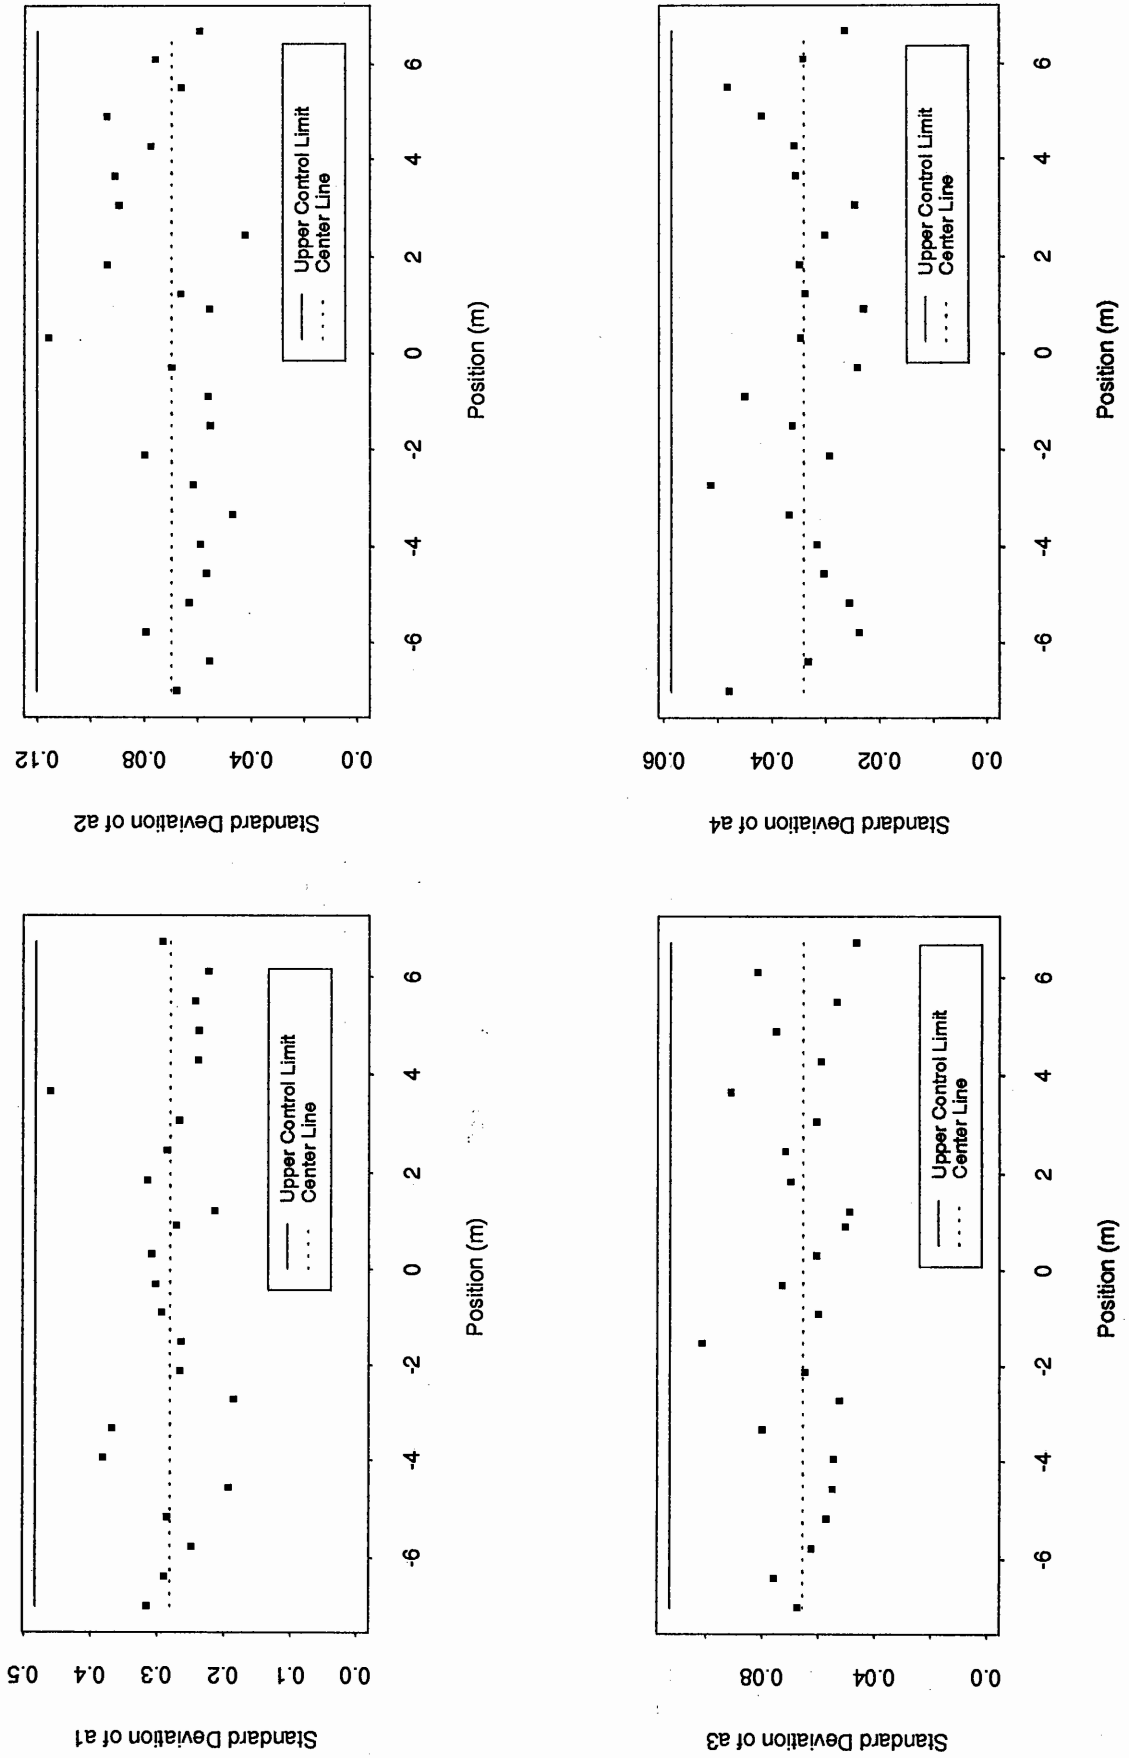 Standard Deviation of a1
0.5
0.4
0.3
0.2
0.1
0.0
Upper Control Limit
Center Line
-6
-4
-2
0
2
4
6
Position (m)
Standard Deviation of a2
0.12
0.08
0.04
0.0
Upper Control Limit
Center Line
-6
-4
-2
0
2
4
6
Position (m)
Standard Deviation of a3
0.08
0.04
0.0
Upper Control Limit
Center Line
-6
-4
-2
0
2
4
6
Position (m)
Standard Deviation of a4
0.06
0.04
0.02
0.0
Upper Control Limit
Center Line
-6
-4
-2
0
2
4
6
Position (m)